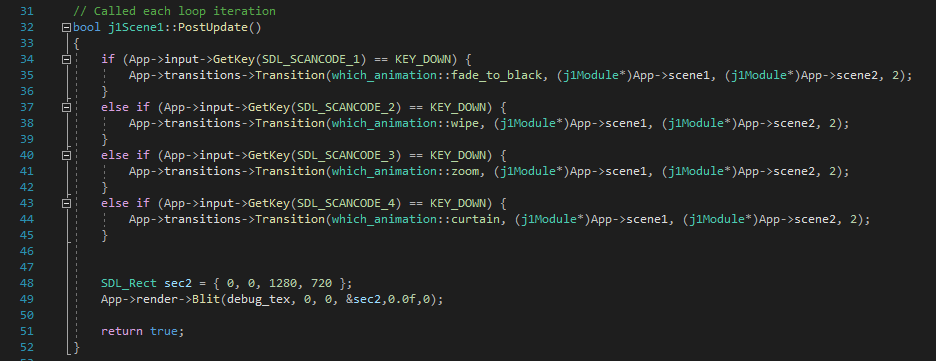 31 // Called each loop iteration
32 bool j1Scene1::PostUpdate()
33 {
34 if (App->input->GetKey(SDL_SCANCODE_1) == KEY_DOWN) {
35 App->transitions->Transition(which_animation::fade_to_black, (j1Module*)App->scene1, (j1Module*)App->scene2, 2);
36 }
37 else if (App->input->GetKey(SDL_SCANCODE_2) == KEY_DOWN) {
38 App->transitions->Transition(which_animation::wipe, (j1Module*)App->scene1, (j1Module*)App->scene2, 2);
39 }
40 else if (App->input->GetKey(SDL_SCANCODE_3) == KEY_DOWN) {
41 App->transitions->Transition(which_animation::zoom, (j1Module*)App->scene1, (j1Module*)App->scene2, 2);
42 }
43 else if (App->input->GetKey(SDL_SCANCODE_4) == KEY_DOWN) {
44 App->transitions->Transition(which_animation::curtain, (j1Module*)App->scene1, (j1Module*)App->scene2, 2);
45 }
46
47
48 SDL_Rect sec2 = { 0, 0, 1280, 720 };
49 App->render->Blit(debug_tex, 0, 0, &sec2,0.0f,0);
50
51 return true;
52 }